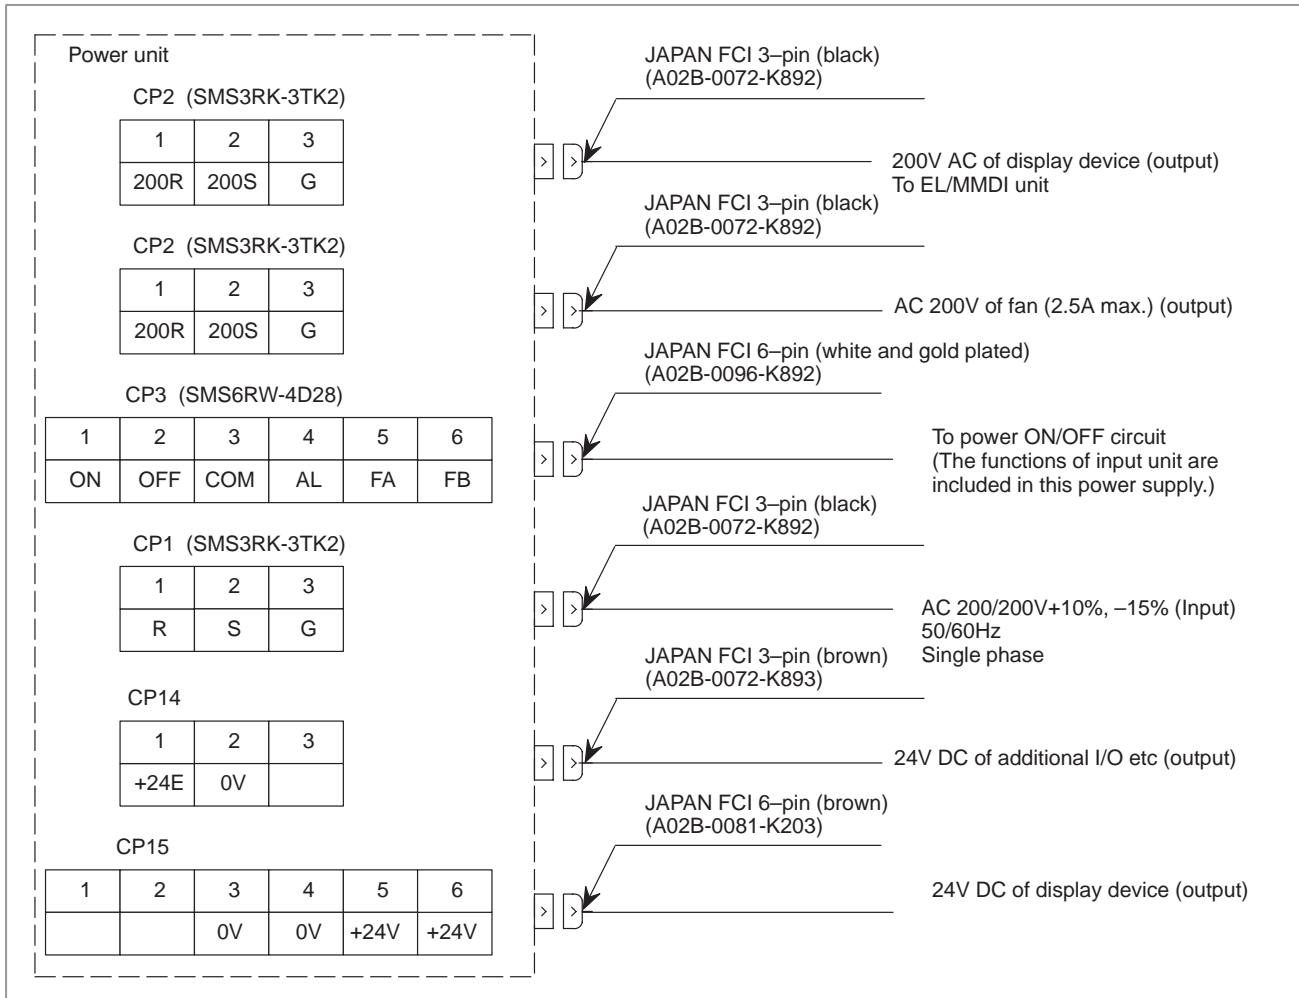 Power unit
CP2 (SMS3RK-3TK2)
1 2 3
200R 200S G
JAPAN FCI 3–pin (black)
(A02B-0072-K892)
200V AC of display device (output)
To EL/MMDI unit
CP2 (SMS3RK-3TK2)
1 2 3
200R 200S G
JAPAN FCI 3–pin (black)
(A02B-0072-K892)
AC 200V of fan (2.5A max.) (output)
CP3 (SMS6RW-4D28)
1 2 3 4 5 6
ON OFF COM AL FA FB
JAPAN FCI 6–pin (white and gold plated)
(A02B-0096-K892)
To power ON/OFF circuit
(The functions of input unit are
included in this power supply.)
CP1 (SMS3RK-3TK2)
1 2 3
R S G
JAPAN FCI 3–pin (black)
(A02B-0072-K892)
AC 200/200V+10%, –15% (Input)
50/60Hz
Single phase
CP14
1 2 3
+24E 0V
JAPAN FCI 3–pin (brown)
(A02B-0072-K893)
24V DC of additional I/O etc (output)
CP15
1 2 3 4 5 6
0V 0V +24V +24V
JAPAN FCI 6–pin (brown)
(A02B-0081-K203)
24V DC of display device (output)